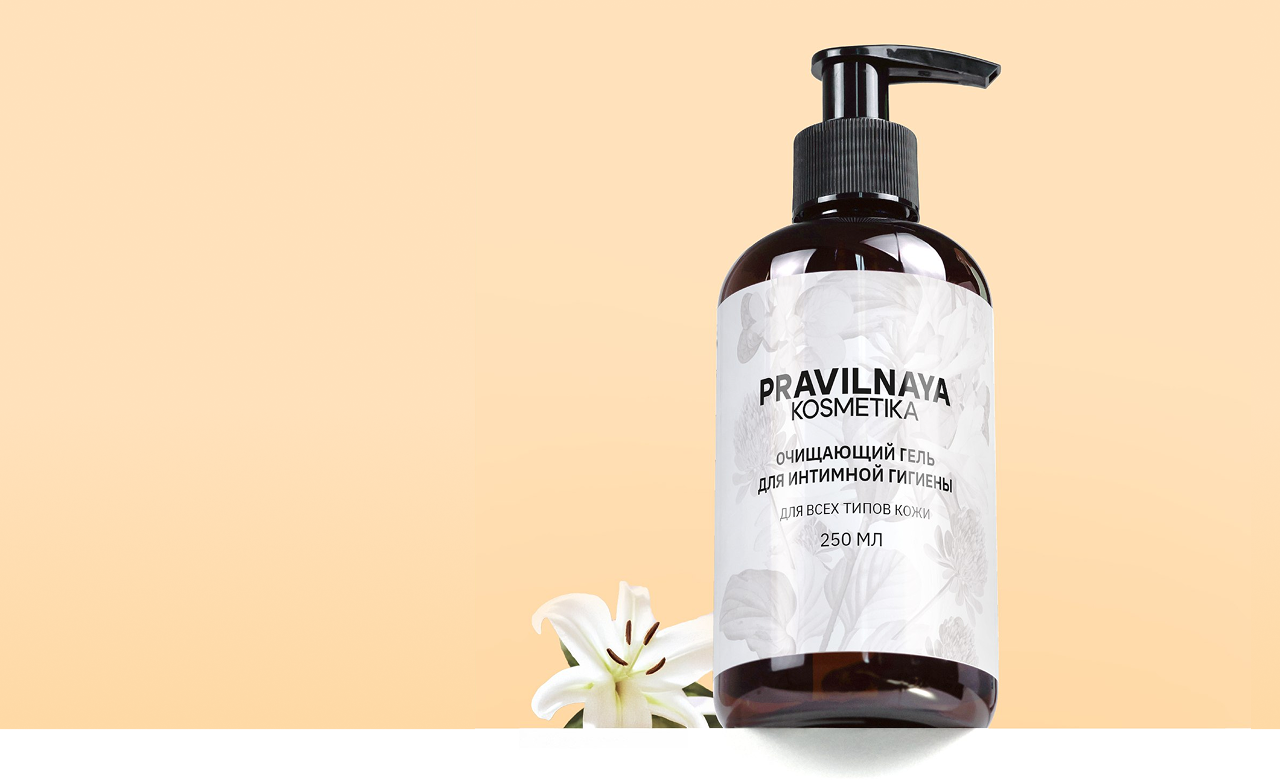 PRAVILNAYA
KOSMETIKA
ОЧИЩАЮЩИЙ ГЕЛЬ
ДЛЯ ИНТИМНОЙ ГИГИЕНЫ
ДЛЯ ВСЕХ ТИПОВ КОЖИ
250 МЛ